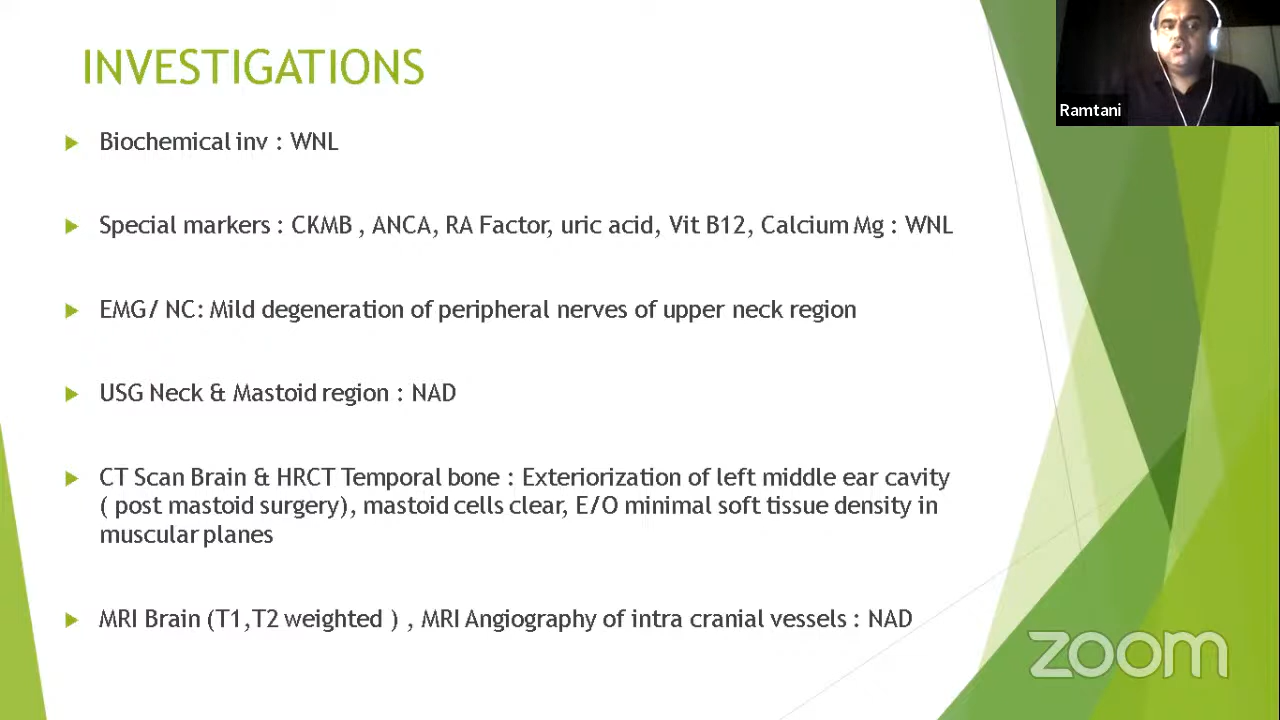 INVESTIGATIONS
Ramtani
Biochemical inv : WNL
Special markers : CKMB , ANCA, RA Factor, uric acid, Vit B12, Calcium Mg : WNL
EMG/ NC: Mild degeneration of peripheral nerves of upper neck region
USG Neck & Mastoid region : NAD
CT Scan Brain & HRCT Temporal bone : Exteriorization of left middle ear cavity
( post mastoid surgery), mastoid cells clear, E/O minimal soft tissue density in
muscular planes
MRI Brain (T1,T2 weighted ) , MRI Angiography of intra cranial vessels : NAD
zoom